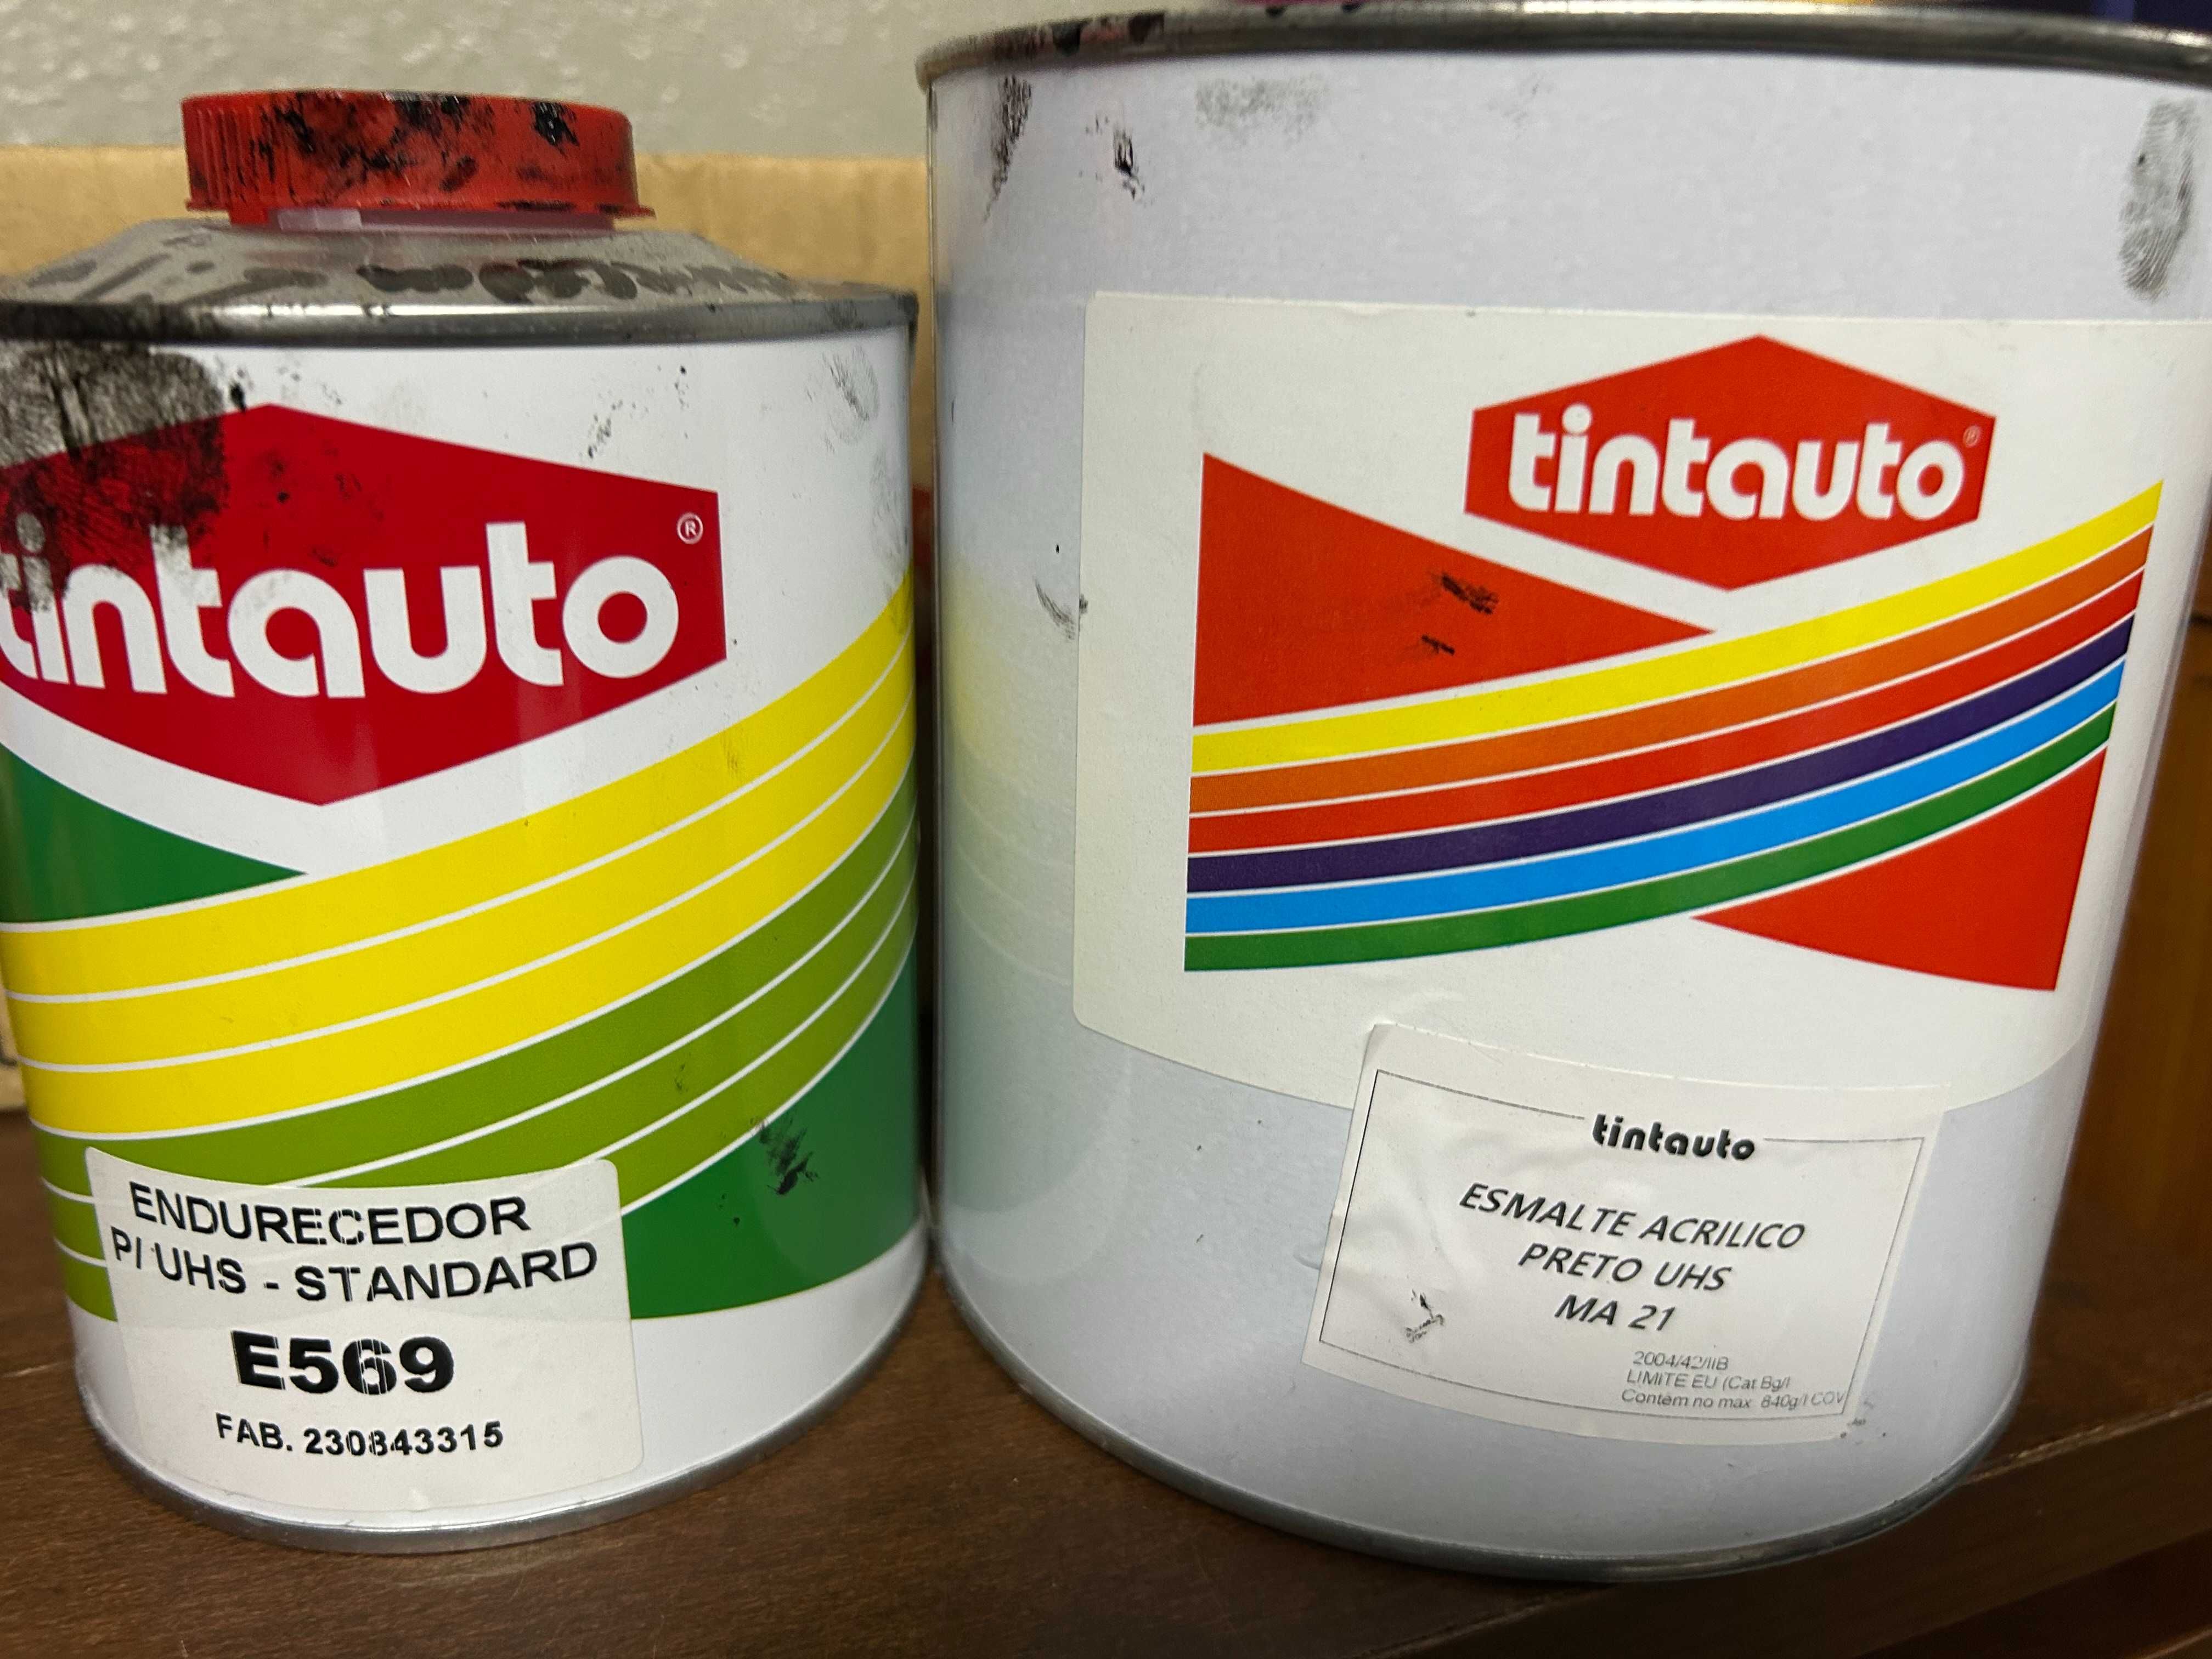 tintauto®
ENDURECEDOR
P/ UHS - STANDARD
E569
FAB. 230843315
tintauto®
tintauto
ESMALTE ACRILICO
PRETO UHS
MA 21
2004/42/IIB
LIMITE EU (Cat Bg/l
Contém no max 840g/l COV